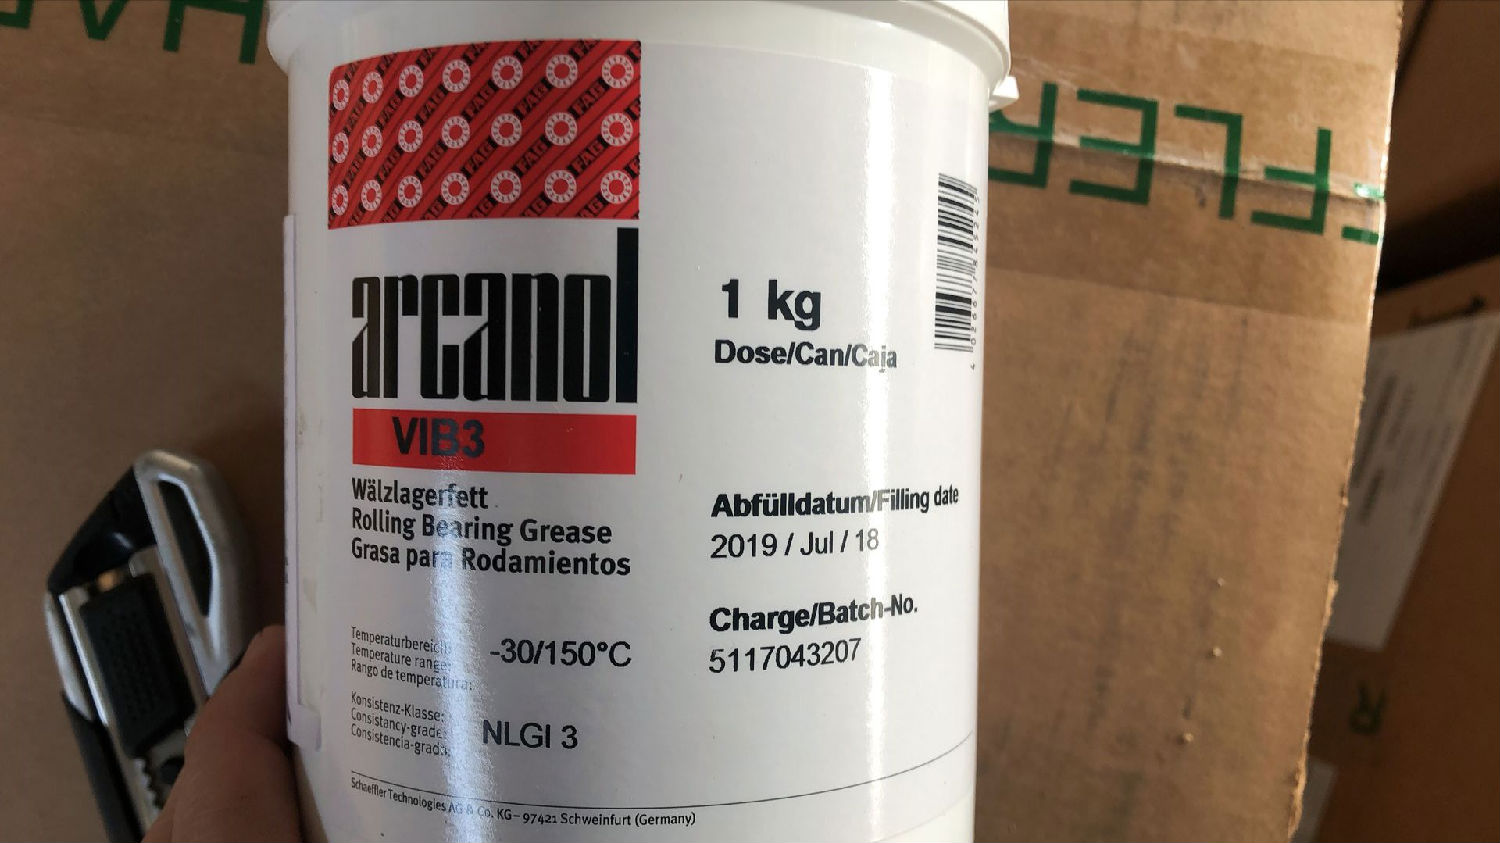 arcanol
VIB3
Wälzlagerfett
Rolling Bearing Grease
Grasa para Rodamientos
Temperaturbereich:
Temperature range:
Rango de temperatura:
-30/150°C
Konsistenz-Klasse:
Consistancy-grade:
Consistencia-grado:
NLGI 3
Schaeffler Technologies AG & Co. KG – 97421 Schweinfurt (Germany)
1 kg
Dose/Can/Caja
Abfülldatum/Filling date
2019 / Jul / 18
Charge/Batch-No.
5117043207
FAG